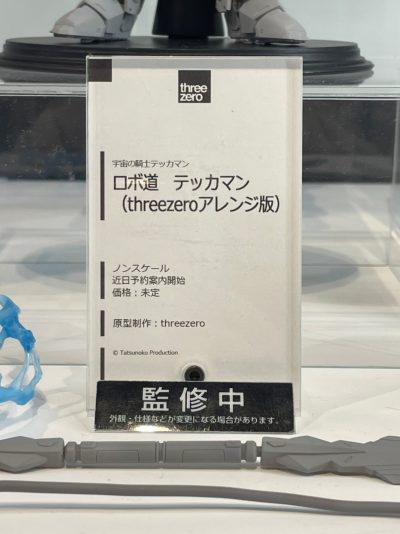 three
zero
宇宙の騎士テッカマン
ロボ道 テッカマン
(threezeroアレンジ版)
ノンスケール
近日予約案内開始
価格：未定
原型制作：threezero
© Tatsunoko Production
監修中
外観・仕様などが変更になる場合があります。